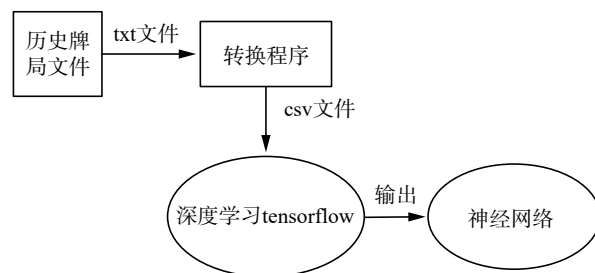 历史牌
局文件
txt文件
转换程序
csv文件
深度学习tensorflow
输出
神经网络